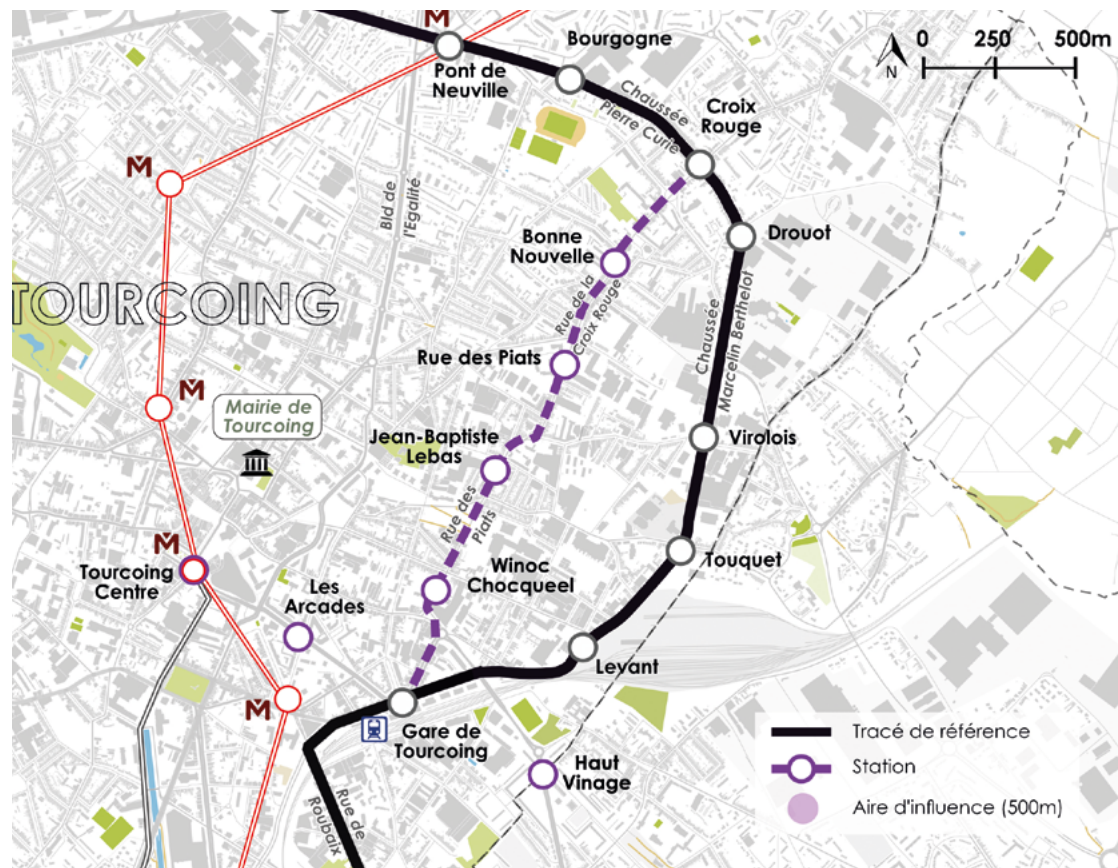 M
Bourgogne
0 250 500m
N
Pont de
Neuville
Chaussée
Pierre Curie
Croix
Rouge
M
Bld de
l'Egalité
Drouot
Bonne
Nouvelle
TOURCOING
Rue de la
Croix Rouge
Chaussée
Marcelin Berthelot
Rue des Piats
M
Mairie de
Tourcoing
Jean-Baptiste
Lebas
Virolois
Rue des
Piats
M
Tourcoing
Centre
Les
Arcades
Winoc
Chocqueel
Touquet
Levant
M
Gare de
Tourcoing
Haut
Vinage
Rue de
Roubaix
Tracé de référence
Station
Aire d'influence (500m)